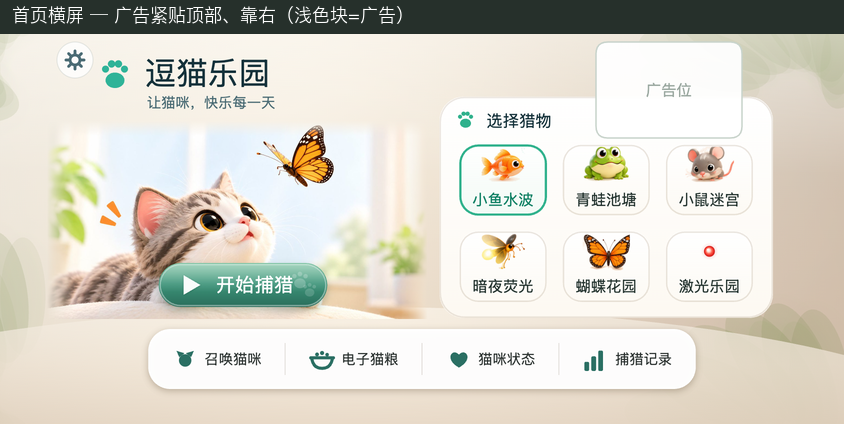 首页横屏 — 广告紧贴顶部、靠右（浅色块=广告）
逗猫乐园
让猫咪，快乐每一天
广告位
选择猎物
小鱼水波
青蛙池塘
小鼠迷宫
暗夜荧光
蝴蝶花园
激光乐园
开始捕猎
召唤猫咪
电子猫粮
猫咪状态
捕猎记录